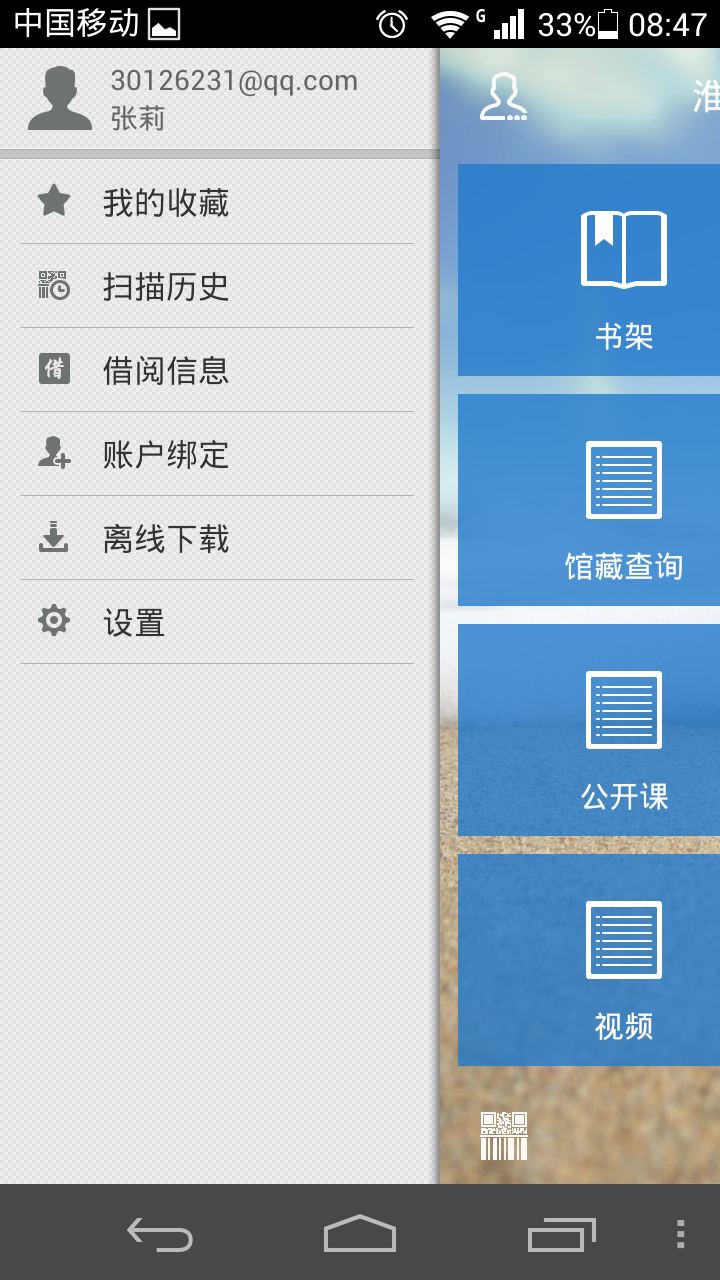 中国移动 G 33% 08:47
30126231@qq.com
张莉
淮
我的收藏
扫描历史
借 借阅信息
账户绑定
离线下载
设置
书架
馆藏查询
公开课
视频